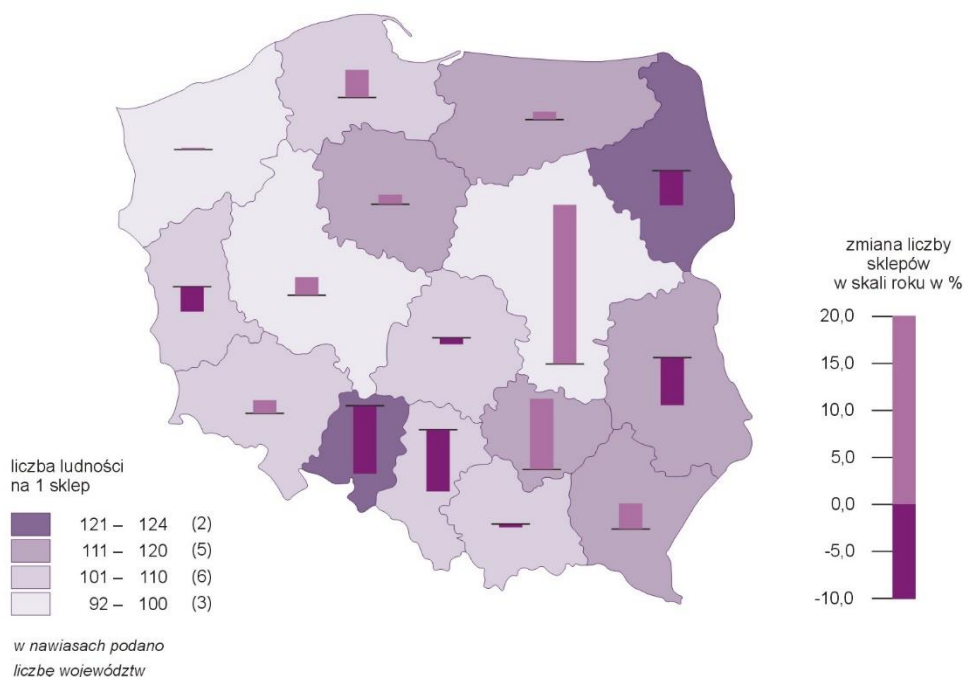 zmiana liczby
sklepów
w skali roku w %
20,0
15,0
10,0
5,0
0,0
-5,0
-10,0
liczba ludności
na 1 sklep
121 – 124 (2)
111 – 120 (5)
101 – 110 (6)
92 – 100 (3)
w nawiasach podano
liczbę województw